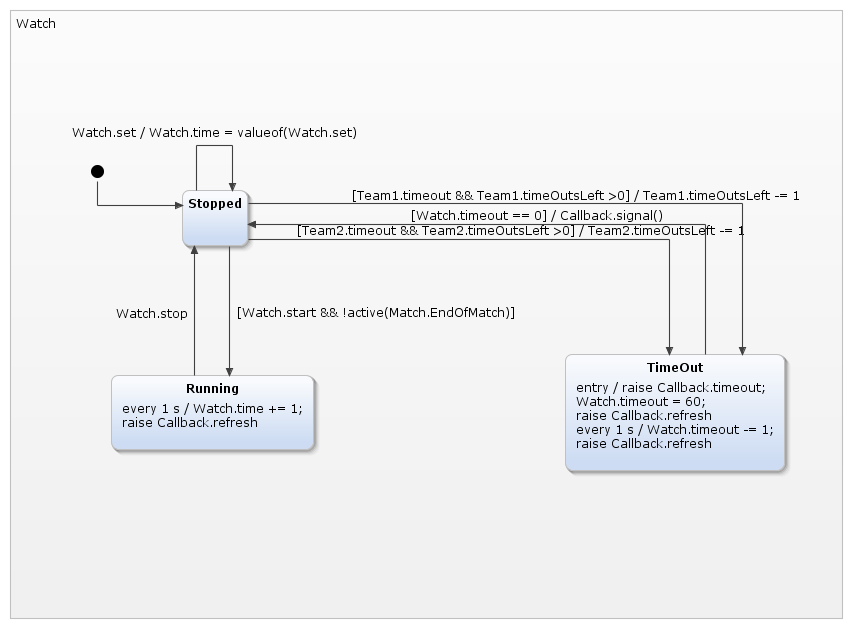 Watch
Watch.set / Watch.time = valueof(Watch.set)
Stopped
[Team1.timeout && Team1.timeOutsLeft >0] / Team1.timeOutsLeft -= 1
[Watch.timeout == 0] / Callback.signal()
[Team2.timeout && Team2.timeOutsLeft >0] / Team2.timeOutsLeft -= 1
Watch.stop
[Watch.start && !active(Match.EndOfMatch)]
Running
every 1 s / Watch.time += 1;
raise Callback.refresh
TimeOut
entry / raise Callback.timeout;
Watch.timeout = 60;
raise Callback.refresh
every 1 s / Watch.timeout -= 1;
raise Callback.refresh